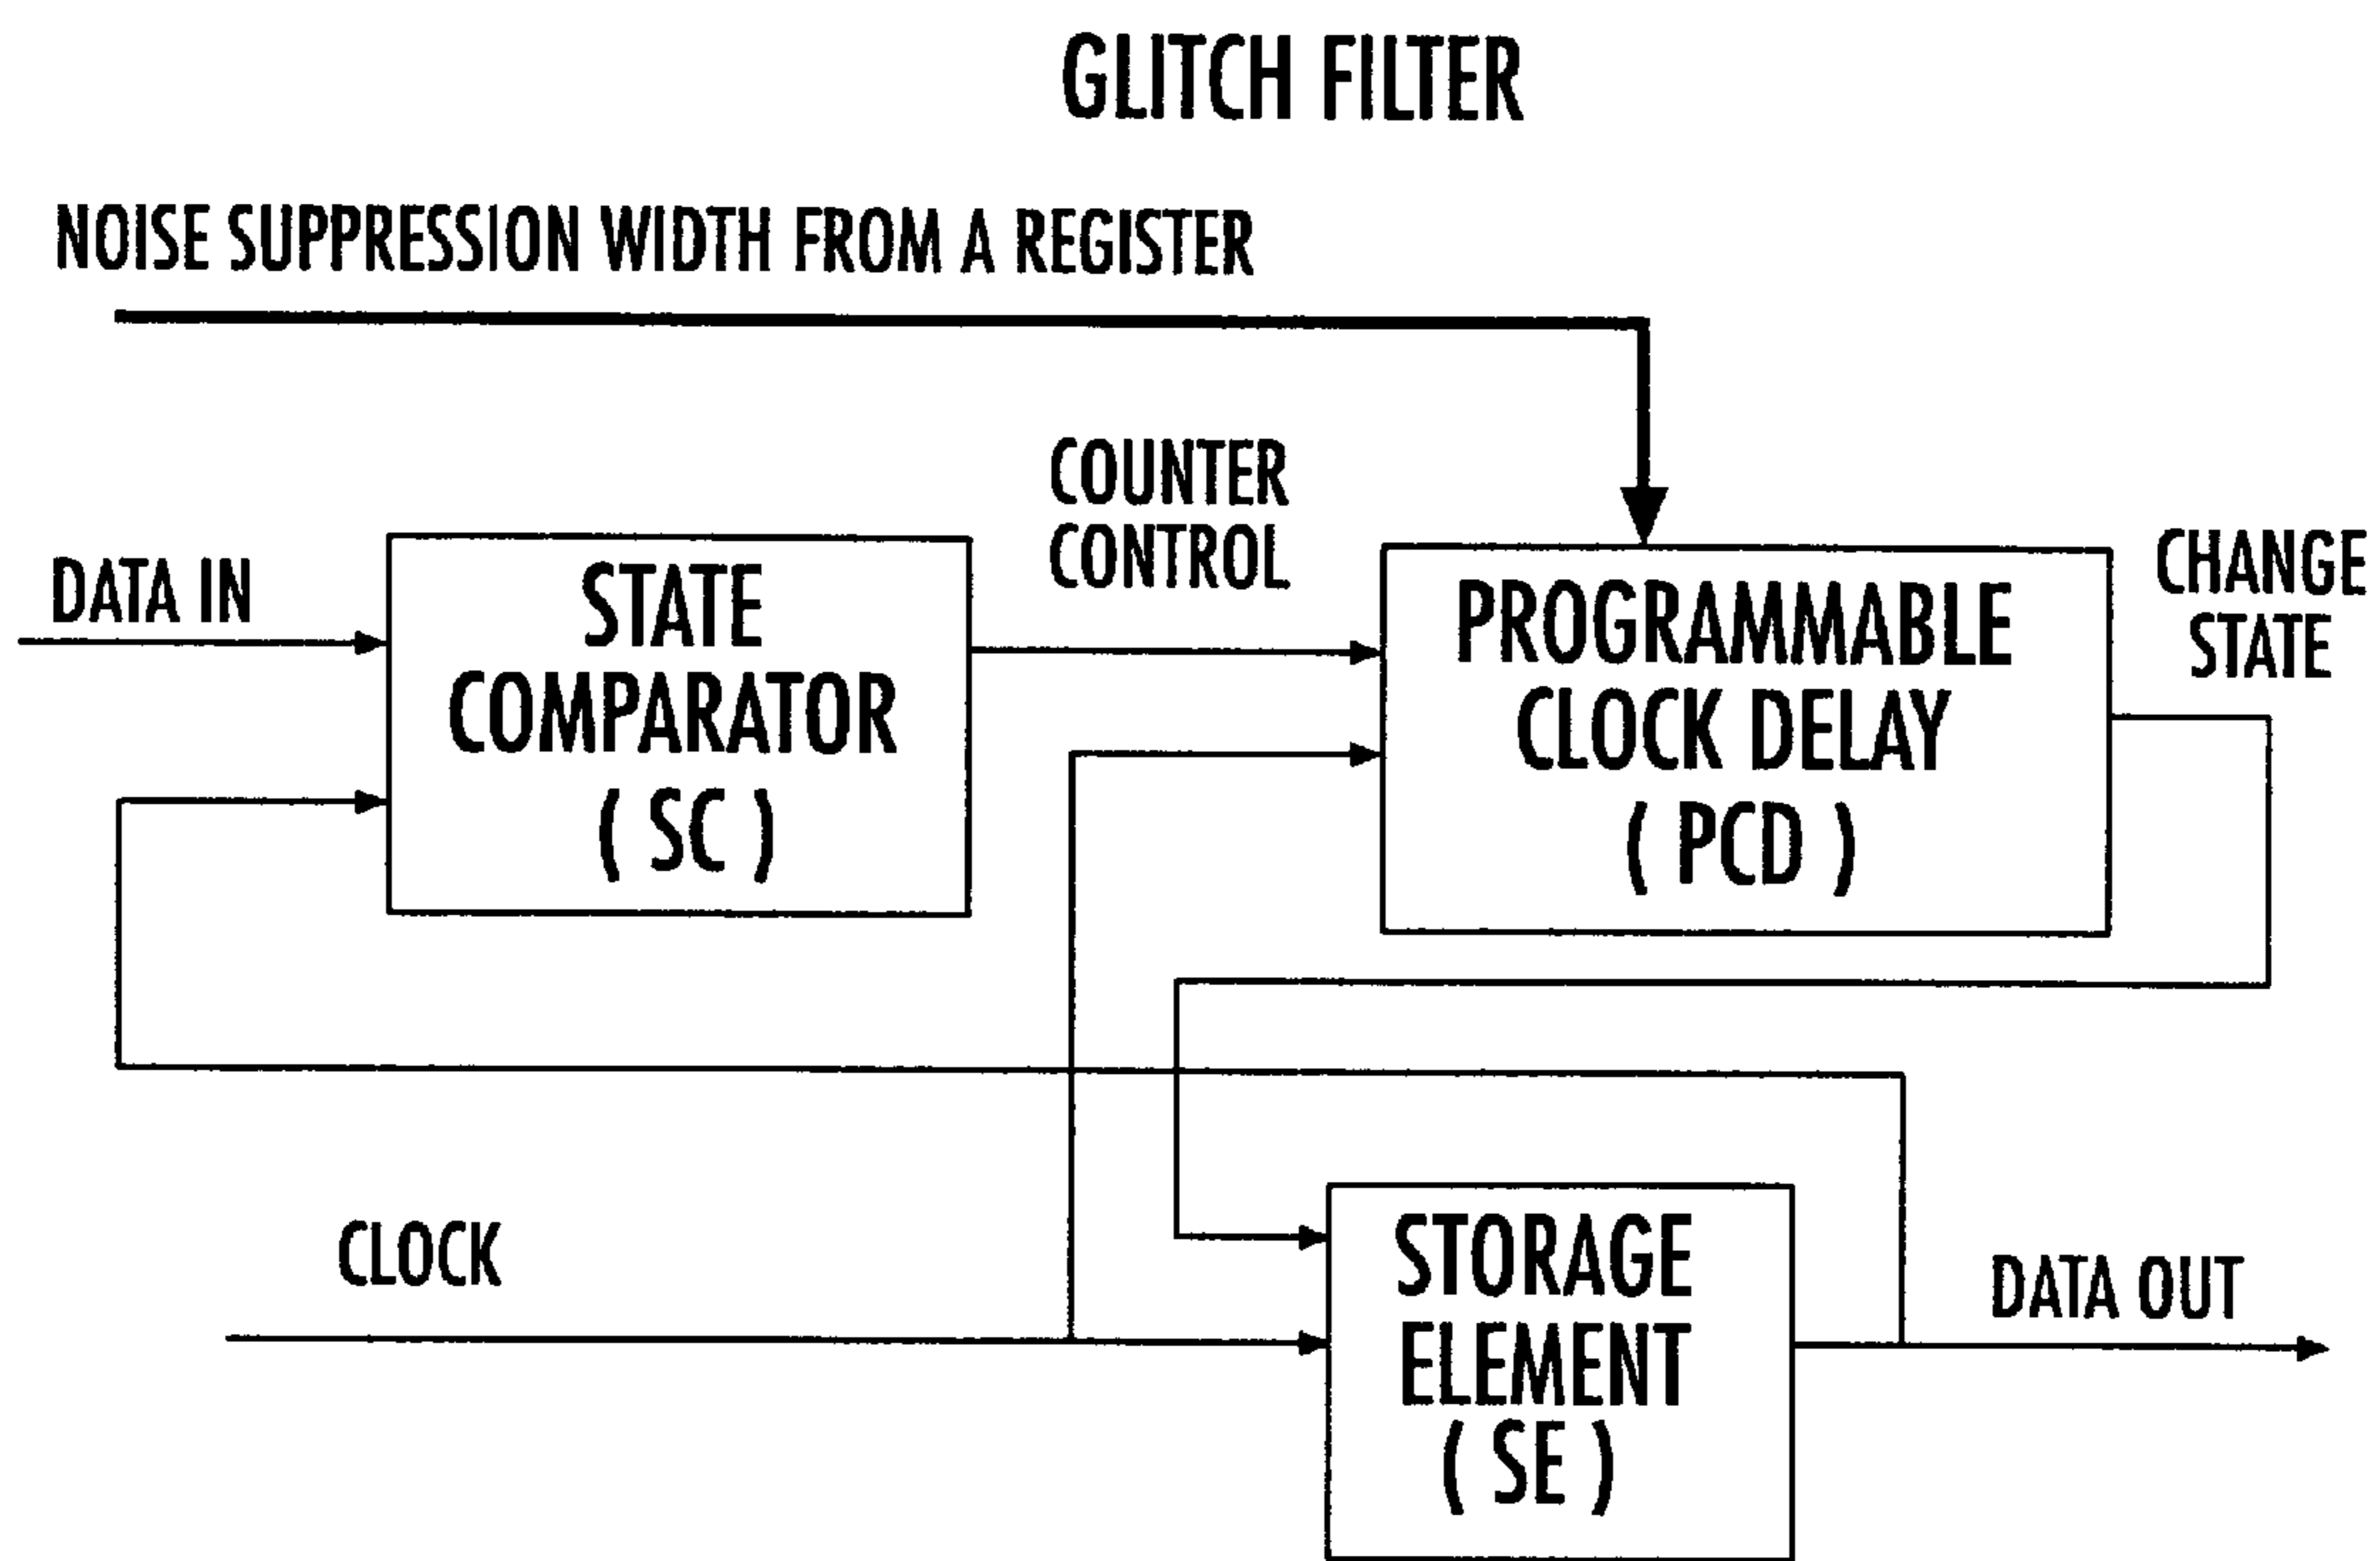 GLITCH FILTER
NOISE SUPPRESSION WIDTH FROM A REGISTER
COUNTER
CONTROL
DATA IN
STATE
COMPARATOR
( SC )
PROGRAMMABLE
CLOCK DELAY
( PCD )
CHANGE
STATE
CLOCK
STORAGE
ELEMENT
( SE )
DATA OUT